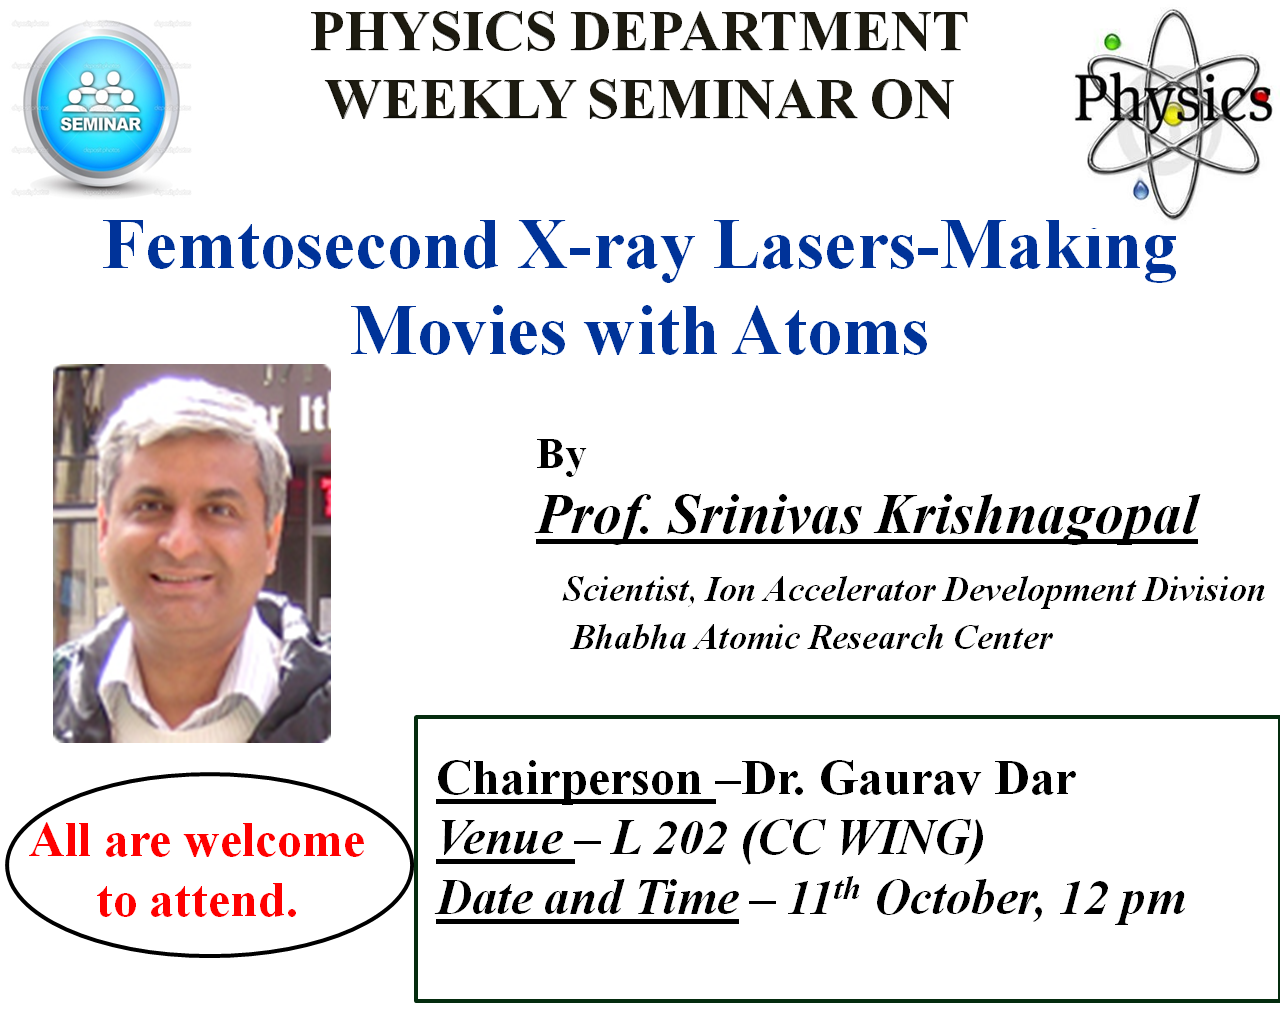 PHYSICS DEPARTMENT
WEEKLY SEMINAR ON
SEMINAR
Physics
Femtosecond X-ray Lasers-Making
Movies with Atoms
By
Prof. Srinivas Krishnagopal
Scientist, Ion Accelerator Development Division
Bhabha Atomic Research Center
Chairperson –Dr. Gaurav Dar
Venue – L 202 (CC WING)
Date and Time – 11th October, 12 pm
All are welcome
to attend.